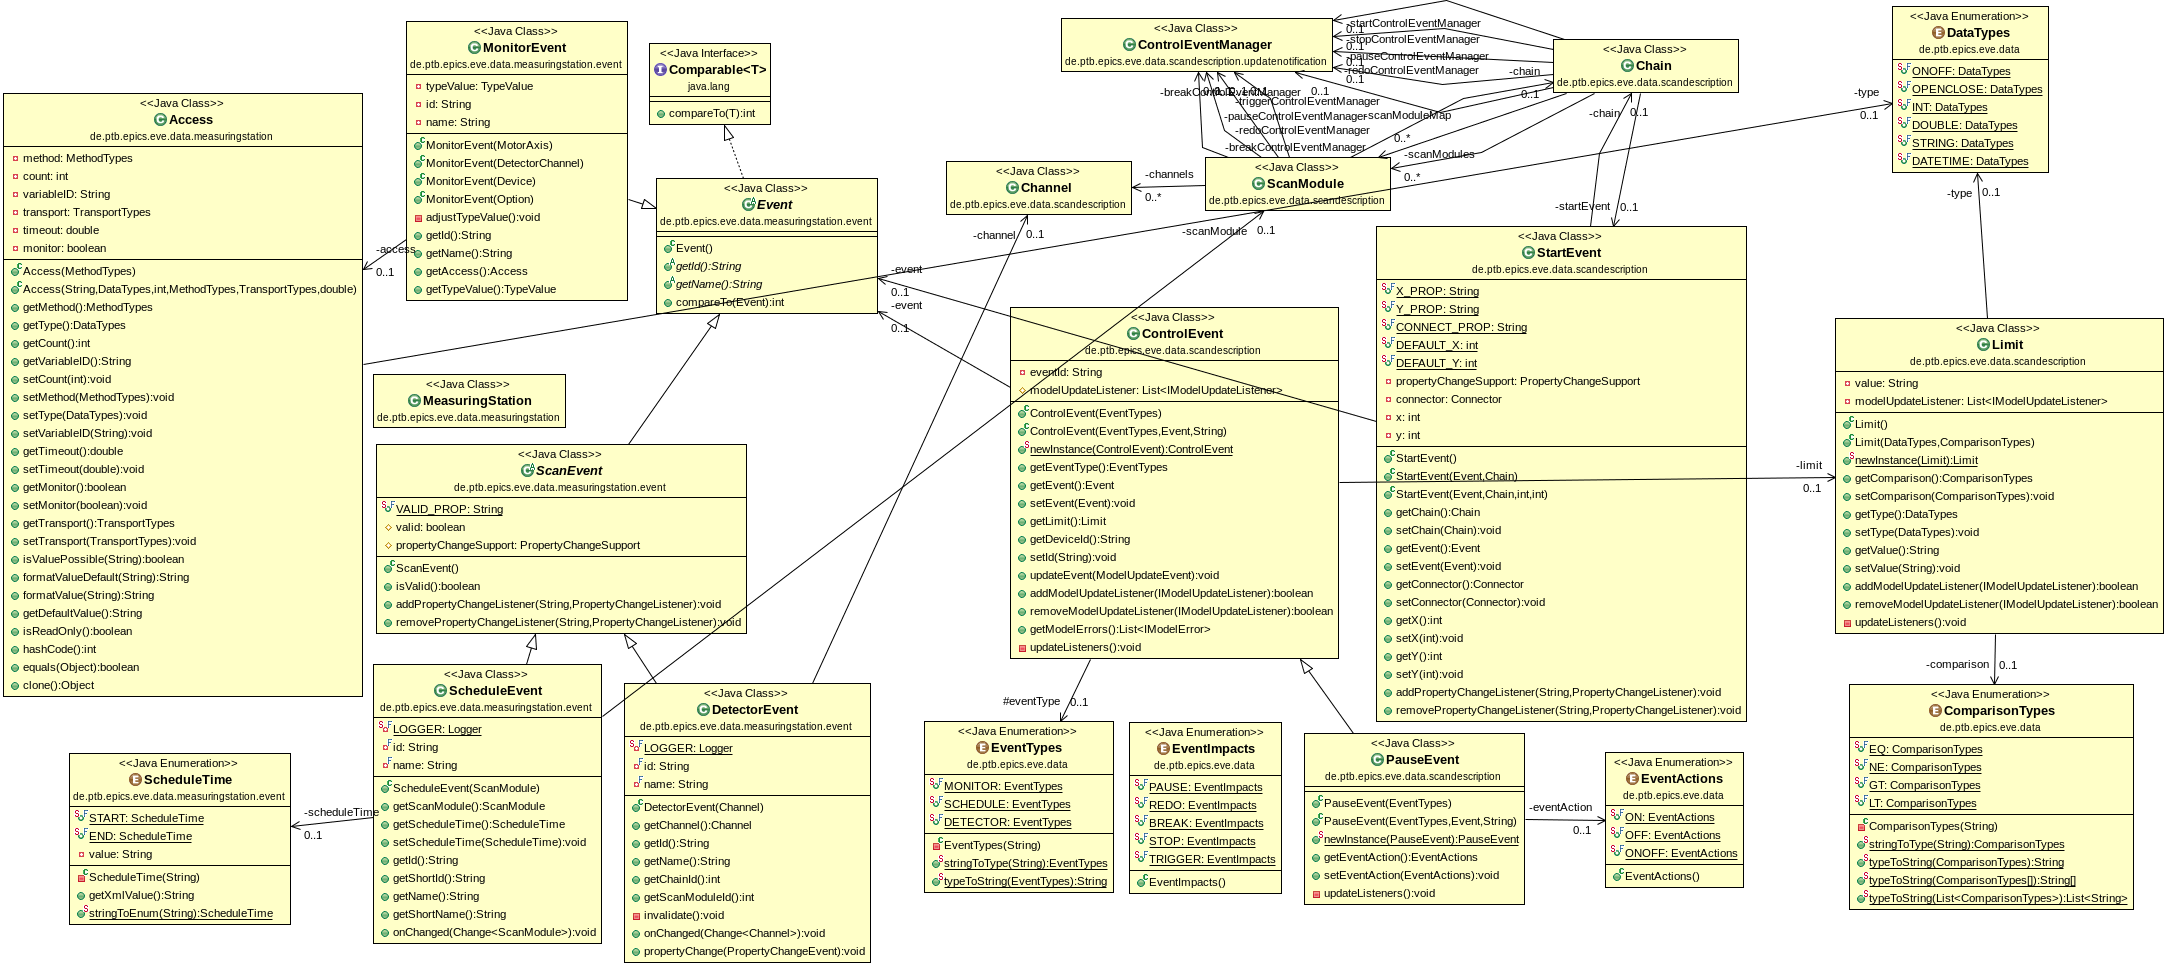 <<Java Class>>
Access
de.ptb.epics.eve.data.measuringstation
method: MethodTypes
count: int
variableID: String
transport: TransportTypes
timeout: double
monitor: boolean
Access(MethodTypes)
Access(String,DataTypes,int,MethodTypes,TransportTypes,double)
getMethod():MethodTypes
getType():DataTypes
getCount():int
getVariableID():String
setCount(int):void
setMethod(MethodTypes):void
setType(DataTypes):void
setVariableID(String):void
getTimeout():double
setTimeout(double):void
getMonitor():boolean
setMonitor(boolean):void
getTransport():TransportTypes
setTransport(TransportTypes):void
isValuePossible(String):boolean
formatValueDefault(String):String
formatValue(String):String
getDefaultValue():String
isReadOnly():boolean
hashCode():int
equals(Object):boolean
clone():Object
<<Java Class>>
MonitorEvent
de.ptb.epics.eve.data.measuringstation.event
typeValue: TypeValue
id: String
name: String
MonitorEvent(MotorAxis)
MonitorEvent(DetectorChannel)
MonitorEvent(Device)
MonitorEvent(Option)
adjustTypeValue():void
getId():String
getName():String
getAccess():Access
getTypeValue():TypeValue
-access
0..1
<<Java Interface>>
Comparable<T>
java.lang
compareTo(T):int
<<Java Class>>
Event
de.ptb.epics.eve.data.measuringstation.event
Event()
getId():String
getName():String
compareTo(Event):int
-event
0..1
-event
0..1
<<Java Class>>
MeasuringStation
de.ptb.epics.eve.data.measuringstation
<<Java Class>>
ScanEvent
de.ptb.epics.eve.data.measuringstation.event
VALID_PROP: String
valid: boolean
propertyChangeSupport: PropertyChangeSupport
ScanEvent()
isValid():boolean
addPropertyChangeListener(String,PropertyChangeListener):void
removePropertyChangeListener(String,PropertyChangeListener):void
<<Java Class>>
ScheduleEvent
de.ptb.epics.eve.data.measuringstation.event
LOGGER: Logger
id: String
name: String
ScheduleEvent(ScanModule)
getScanModule():ScanModule
getScheduleTime():ScheduleTime
setScheduleTime(ScheduleTime):void
getId():String
getShortId():String
getName():String
getShortName():String
onChanged(Change<ScanModule>):void
<<Java Enumeration>>
ScheduleTime
de.ptb.epics.eve.data.measuringstation.event
START: ScheduleTime
END: ScheduleTime
value: String
ScheduleTime(String)
getXmlValue():String
stringToEnum(String):ScheduleTime
-scheduleTime
0..1
<<Java Class>>
DetectorEvent
de.ptb.epics.eve.data.measuringstation.event
LOGGER: Logger
id: String
name: String
DetectorEvent(Channel)
getChannel():Channel
getId():String
getName():String
getChainId():int
getScanModuleId():int
invalidate():void
onChanged(Change<Channel>):void
propertyChange(PropertyChangeEvent):void
<<Java Class>>
ControlEventManager
de.ptb.epics.eve.data.scandescription.updatenotification
-startControlEventManager
0..1
-stopControlEventManager
0..1
-pauseControlEventManager
0..1
-redoControlEventManager
0..1
-breakControlEventManager
0..1
-triggerControlEventManager
-pauseControlEventManager
-redoControlEventManager
-breakControlEventManager
-chain
0..1
-scanModuleMap
0..*
-scanModules
0..*
<<Java Class>>
Chain
de.ptb.epics.eve.data.scandescription
-chain
0..1
-startEvent
0..1
<<Java Class>>
Channel
de.ptb.epics.eve.data.scandescription
-channels
0..*
-channel
0..1
<<Java Class>>
ScanModule
de.ptb.epics.eve.data.scandescription
-scanModule
0..1
<<Java Class>>
ControlEvent
de.ptb.epics.eve.data.scandescription
eventId: String
modelUpdateListener: List<IModelUpdateListener>
ControlEvent(EventTypes)
ControlEvent(EventTypes,Event,String)
newInstance(ControlEvent):ControlEvent
getEventType():EventTypes
getEvent():Event
setEvent(Event):void
getLimit():Limit
getDeviceId():String
setId(String):void
updateEvent(ModelUpdateEvent):void
addModelUpdateListener(IModelUpdateListener):boolean
removeModelUpdateListener(IModelUpdateListener):boolean
getModelErrors():List<IModelError>
updateListeners():void
<<Java Class>>
StartEvent
de.ptb.epics.eve.data.scandescription
X_PROP: String
Y_PROP: String
CONNECT_PROP: String
DEFAULT_X: int
DEFAULT_Y: int
propertyChangeSupport: PropertyChangeSupport
connector: Connector
x: int
y: int
StartEvent()
StartEvent(Event,Chain)
StartEvent(Event,Chain,int,int)
getChain():Chain
setChain(Chain):void
getEvent():Event
setEvent(Event):void
getConnector():Connector
setConnector(Connector):void
getX():int
setX(int):void
getY():int
setY(int):void
addPropertyChangeListener(String,PropertyChangeListener):void
removePropertyChangeListener(String,PropertyChangeListener):void
<<Java Enumeration>>
DataTypes
de.ptb.epics.eve.data
ONOFF: DataTypes
OPENCLOSE: DataTypes
INT: DataTypes
DOUBLE: DataTypes
STRING: DataTypes
DATETIME: DataTypes
-type
0..1
-type
0..1
<<Java Class>>
Limit
de.ptb.epics.eve.data.scandescription
value: String
modelUpdateListener: List<IModelUpdateListener>
Limit()
Limit(DataTypes,ComparisonTypes)
newInstance(Limit):Limit
getComparison():ComparisonTypes
setComparison(ComparisonTypes):void
getType():DataTypes
setType(DataTypes):void
getValue():String
setValue(String):void
addModelUpdateListener(IModelUpdateListener):boolean
removeModelUpdateListener(IModelUpdateListener):boolean
updateListeners():void
-limit
0..1
-comparison
0..1
<<Java Enumeration>>
ComparisonTypes
de.ptb.epics.eve.data
EQ: ComparisonTypes
NE: ComparisonTypes
GT: ComparisonTypes
LT: ComparisonTypes
ComparisonTypes(String)
stringToType(String):ComparisonTypes
typeToString(ComparisonTypes):String
typeToString(ComparisonTypes[]):String[]
typeToString(List<ComparisonTypes>):List<String>
#eventType
0..1
<<Java Enumeration>>
EventTypes
de.ptb.epics.eve.data
MONITOR: EventTypes
SCHEDULE: EventTypes
DETECTOR: EventTypes
EventTypes(String)
stringToType(String):EventTypes
typeToString(EventTypes):String
<<Java Enumeration>>
EventImpacts
de.ptb.epics.eve.data
PAUSE: EventImpacts
REDO: EventImpacts
BREAK: EventImpacts
STOP: EventImpacts
TRIGGER: EventImpacts
EventImpacts()
<<Java Class>>
PauseEvent
de.ptb.epics.eve.data.scandescription
PauseEvent(EventTypes)
PauseEvent(EventTypes,Event,String)
newInstance(PauseEvent):PauseEvent
getEventAction():EventActions
setEventAction(EventActions):void
updateListeners():void
-eventAction
0..1
<<Java Enumeration>>
EventActions
de.ptb.epics.eve.data
ON: EventActions
OFF: EventActions
ONOFF: EventActions
EventActions()